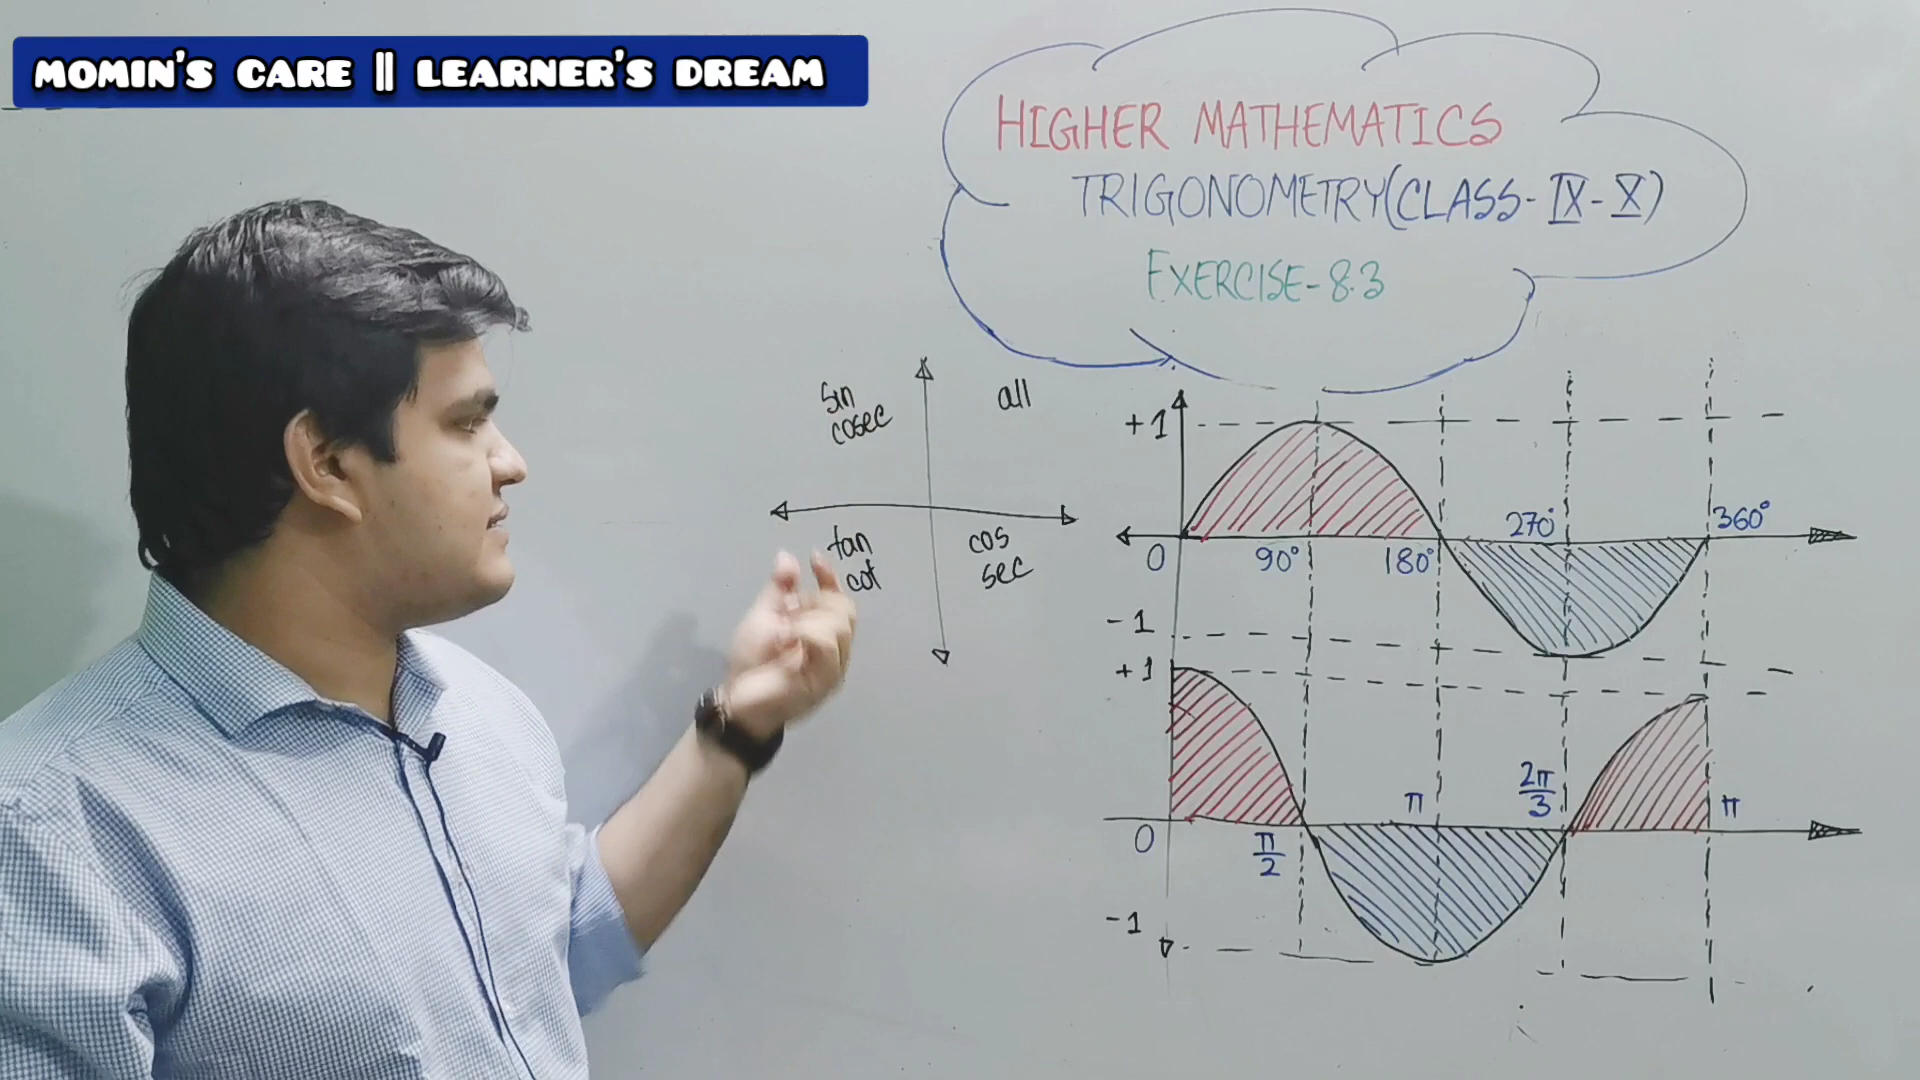 MOMIN'S CARE || LEARNER'S DREAM
HIGHER MATHEMATICS
TRIGONOMETRY(CLASS-IX-X)
EXERCISE-8.3
sin
cosec
all
tan
cot
cos
sec
+1
0
90°
180°
270°
360°
-1
+1
0
π/2
π
2π/3
π
-1